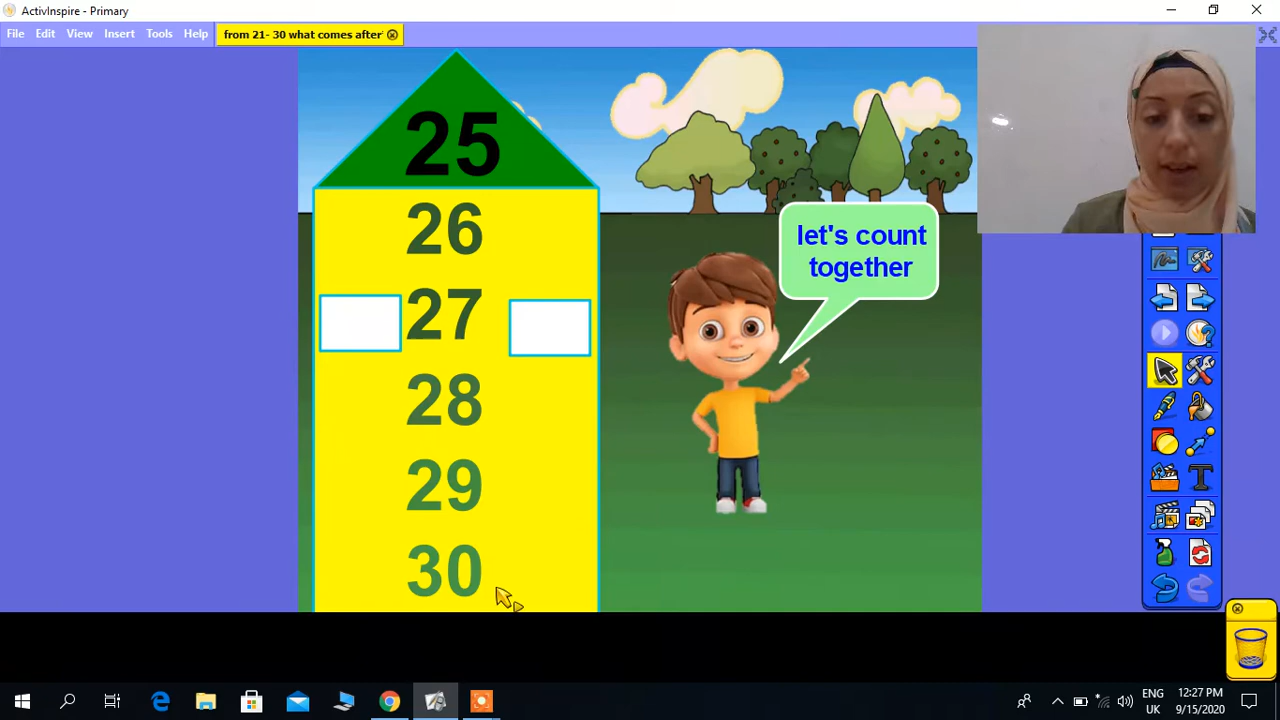 ActivInspire - Primary
File Edit View Insert Tools Help
from 21- 30 what comes after'
25
26
27
28
29
30
let's count
together
T
ENG
UK
12:27 PM
9/15/2020